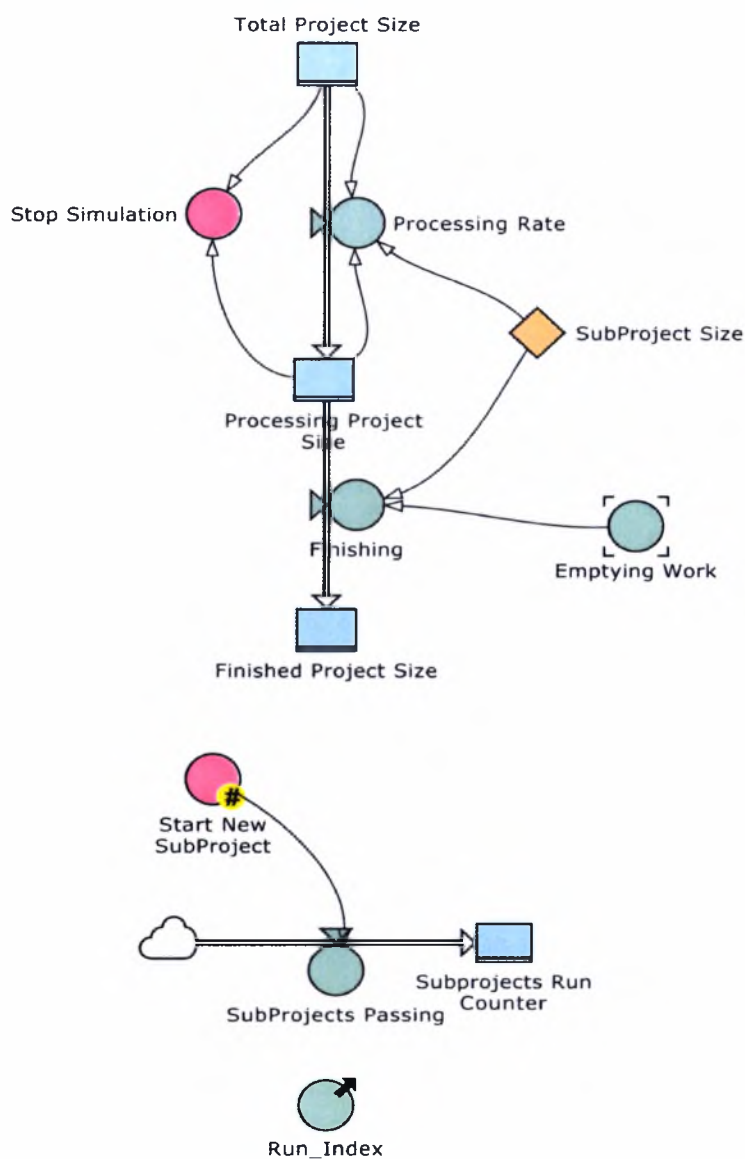 Total Project Size
Stop Simulation
Processing Rate
SubProject Size
Processing Project
Size
Finishing
Emptying Work
Finished Project Size
#
Start New
SubProject
SubProjects Passing
Subprojects Run
Counter
Run_Index